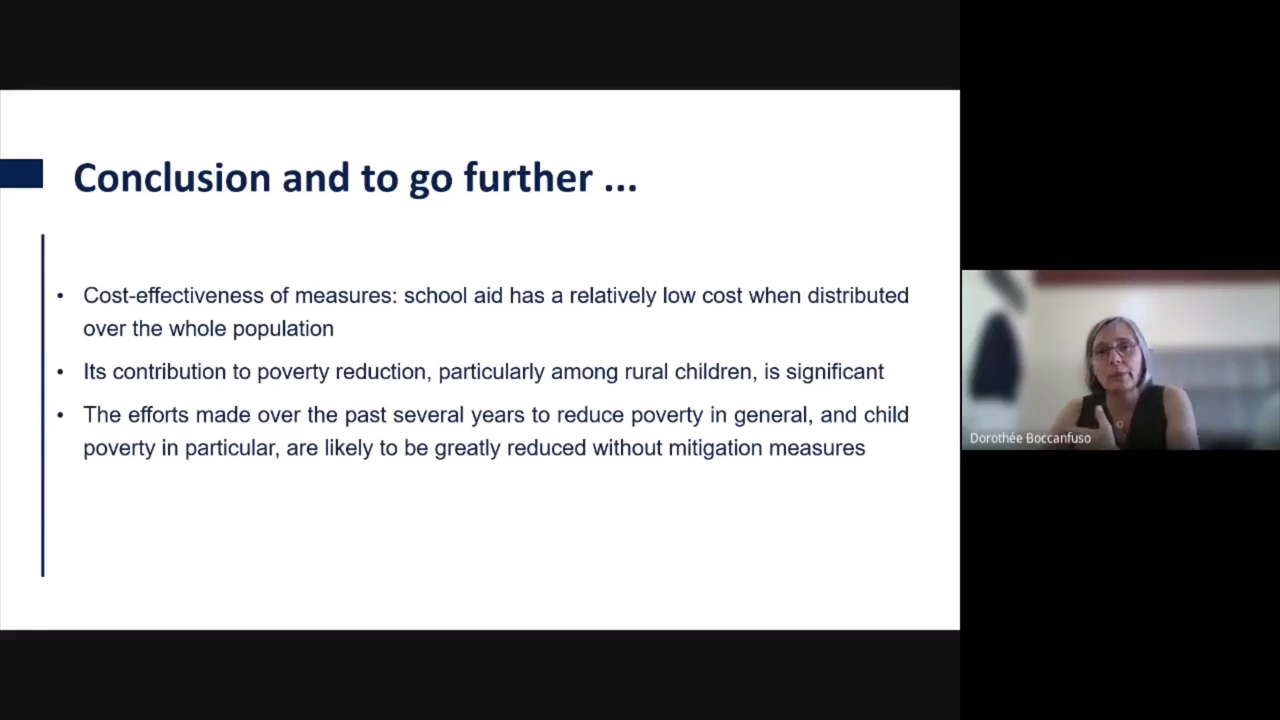 Conclusion and to go further ...
• Cost-effectiveness of measures: school aid has a relatively low cost when distributed
over the whole population
• Its contribution to poverty reduction, particularly among rural children, is significant
• The efforts made over the past several years to reduce poverty in general, and child
poverty in particular, are likely to be greatly reduced without mitigation measures
Dorothée Boccanfuso